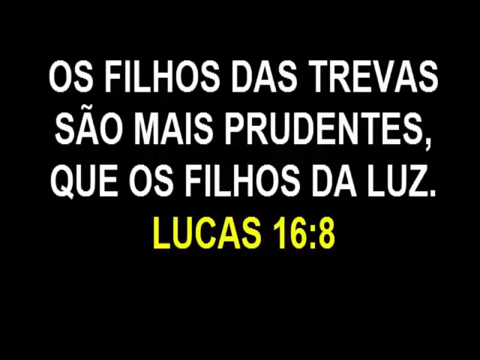 OS FILHOS DAS TREVAS
SÃO MAIS PRUDENTES,
QUE OS FILHOS DA LUZ.
LUCAS 16:8